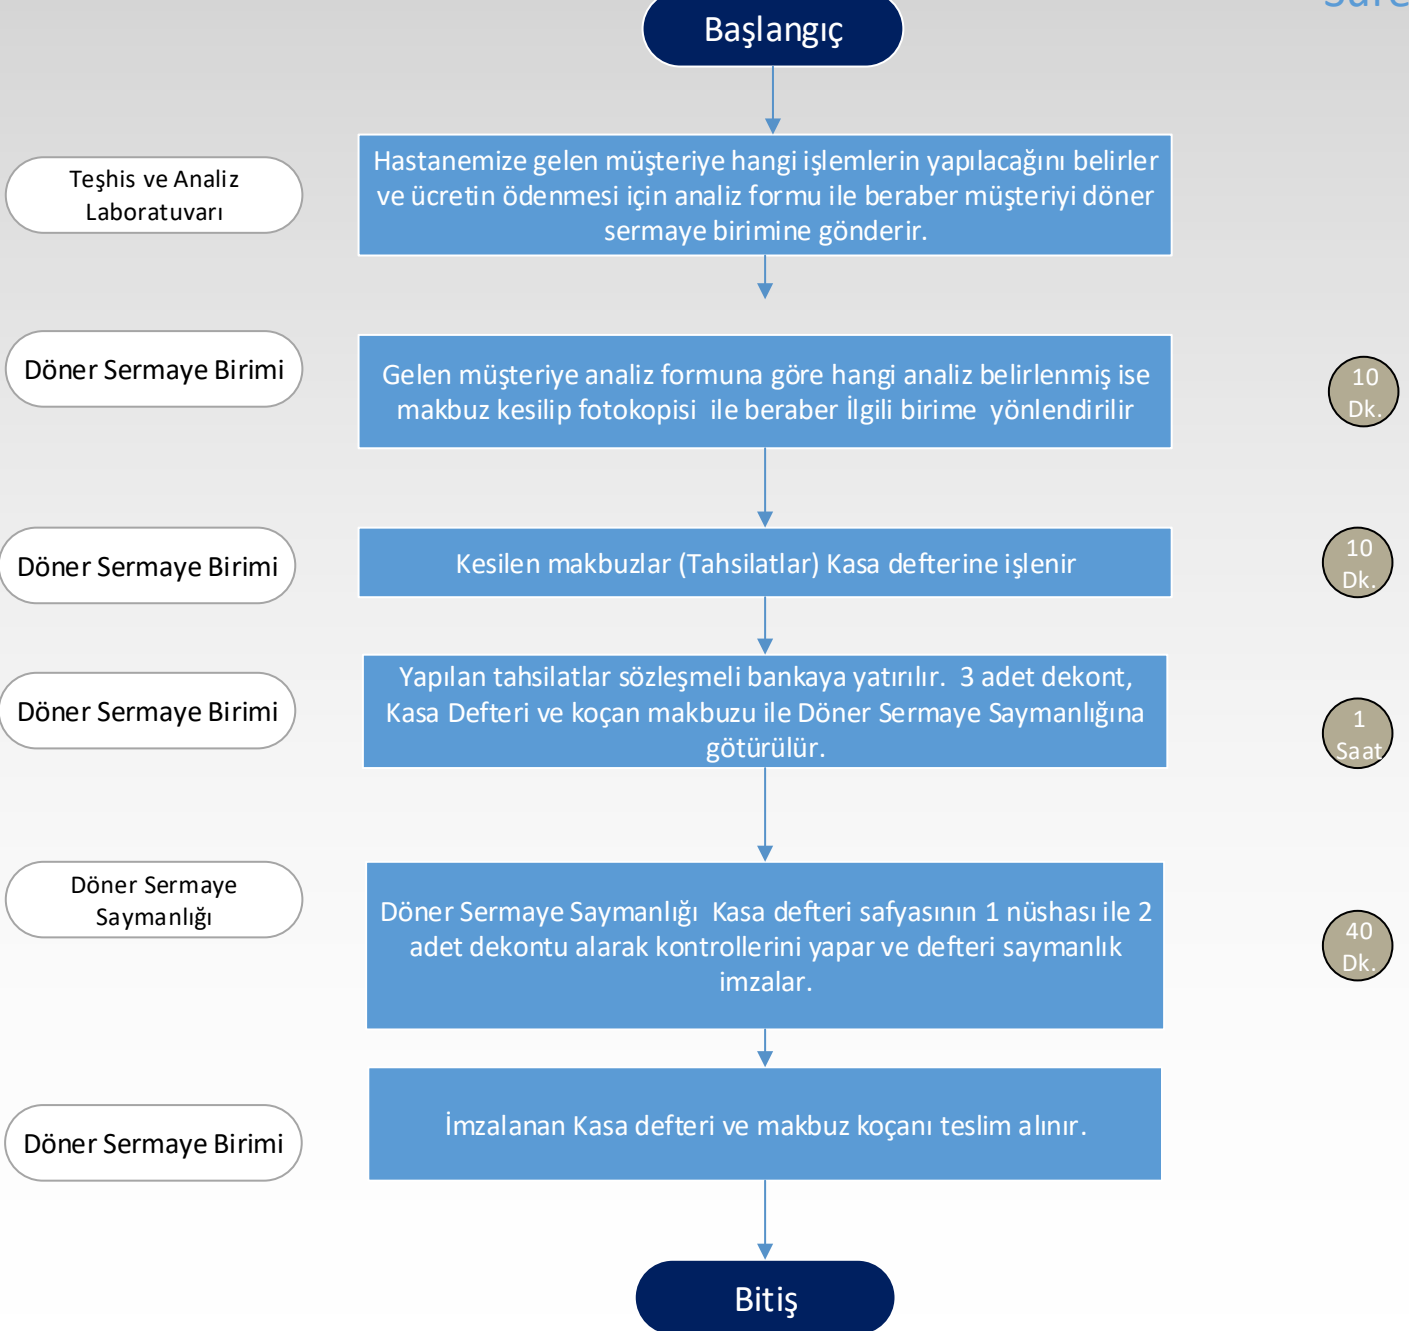 Başlangıç
Teşhis ve Analiz
Laboratuvarı
Hastanemize gelen müşteriye hangi işlemlerin yapılacağını belirler
ve ücretin ödenmesi için analiz formu ile beraber müşteriyi döner
sermaye birimine gönderir.
Döner Sermaye Birimi
Gelen müşteriye analiz formuna göre hangi analiz belirlenmiş ise
makbuz kesilip fotokopisi ile beraber İlgili birime yönlendirilir
10
Dk.
Döner Sermaye Birimi
Kesilen makbuzlar (Tahsilatlar) Kasa defterine işlenir
10
Dk.
Döner Sermaye Birimi
Yapılan tahsilatlar sözleşmeli bankaya yatırılır. 3 adet dekont,
Kasa Defteri ve koçan makbuzu ile Döner Sermaye Saymanlığına
götürülür.
1
Saat
Döner Sermaye
Saymanlığı
Döner Sermaye Saymanlığı Kasa defteri safyasının 1 nüshası ile 2
adet dekontu alarak kontrollerini yapar ve defteri saymanlık
imzalar.
40
Dk.
Döner Sermaye Birimi
İmzalanan Kasa defteri ve makbuz koçanı teslim alınır.
Bitiş